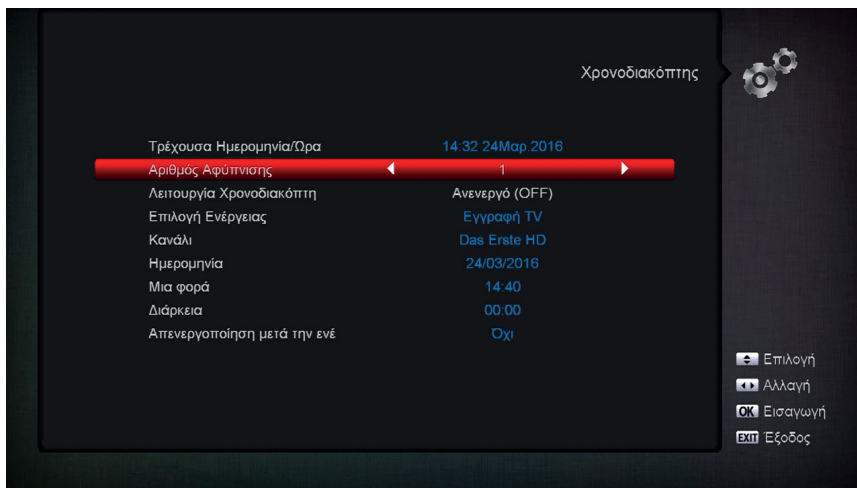 Χρονοδιακόπτης
Τρέχουσα Ημερομηνία/Ώρα 14:32 24Μαρ.2016
Αριθμός Αφύπνισης 1
Λειτουργία Χρονοδιακόπτη Ανενεργό (OFF)
Επιλογή Ενέργειας Εγγραφή TV
Κανάλι Das Erste HD
Ημερομηνία 24/03/2016
Μια φορά 14:40
Διάρκεια 00:00
Απενεργοποίηση μετά την ενέ Όχι
Επιλογή
Αλλαγή
OK Εισαγωγή
EXIT Έξοδος